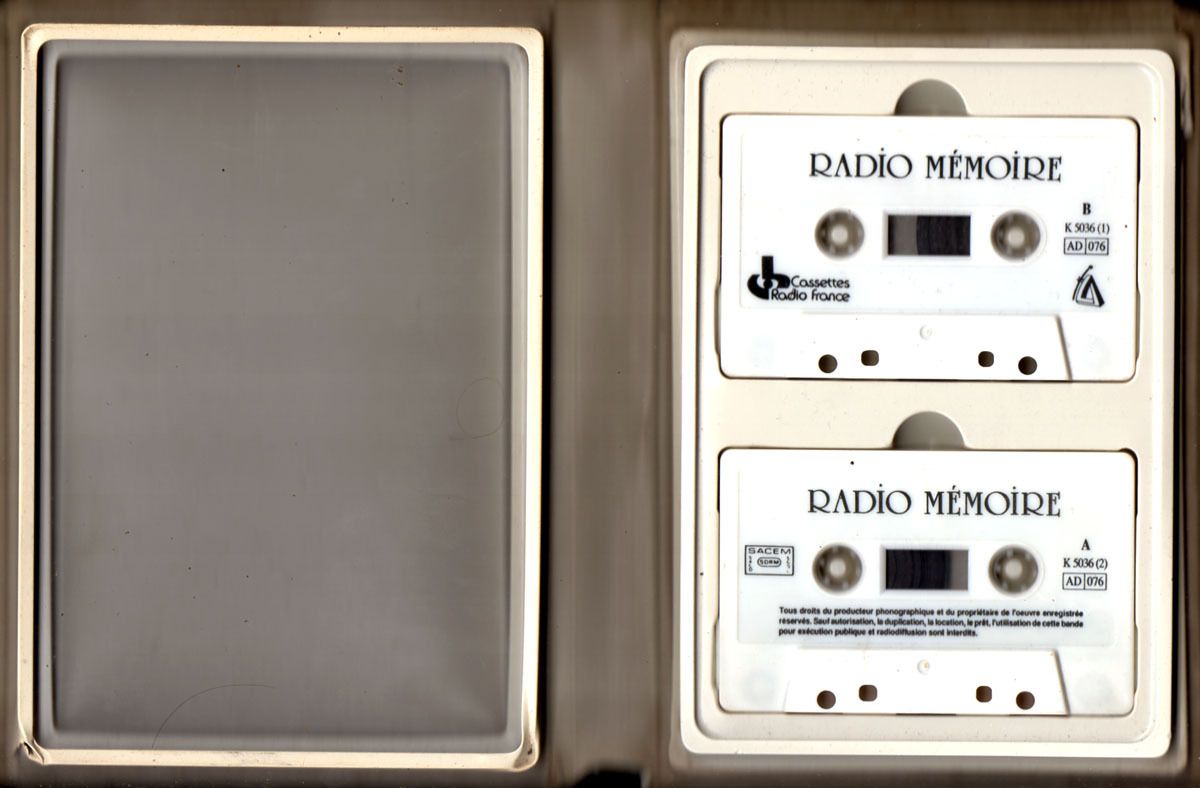 RADIO MÉMOIRE
B
K 5036 (1)
AD 076
Cassettes
Radio france
RADIO MÉMOIRE
SACEM
SDRM
A
K 5036 (2)
AD 076
Tous droits du producteur phonographique et du propriétaire de l'oeuvre enregistrée
réservés. Sauf autorisation, la duplication, la location, le prêt, l'utilisation de cette bande
pour exécution publique et radiodiffusion sont interdits.